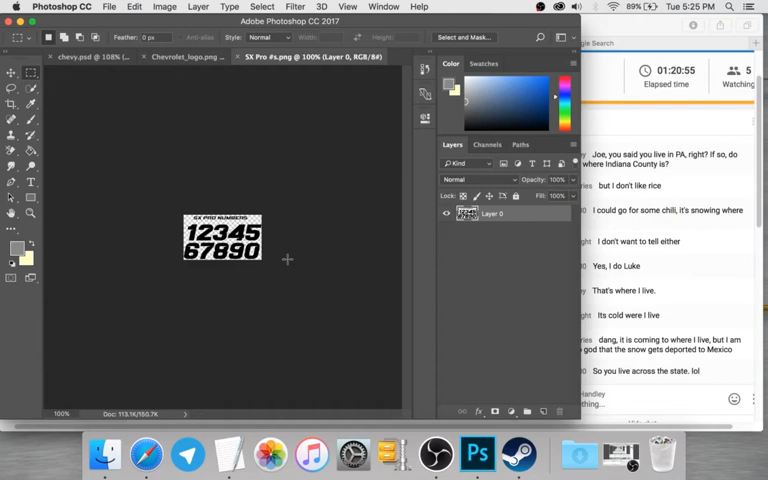 Photoshop CC File Edit Image Layer Type Select Filter 3D View Window Help 89% Tue 5:25 PM
Adobe Photoshop CC 2017
Feather: 0 px Anti-alias Style: Normal Width: Select and Mask...
chevy.psd @ 108% (... Chevrolet_logo.png ... SX Pro #s.png @ 100% (Layer 0, RGB/8#)
SX PRO NUMBERS
12345
67890
100% Doc: 113.1K/150.7K
Color Swatches
Layers Channels Paths
Kind
Normal Opacity: 100%
Lock: Fill: 100%
Layer 0
fx
Search
01:20:55 5
Elapsed time Watching
Joe, you said you live in PA, right? If so, do
where Indiana County is?
but I don't like rice
I could go for some chili, it's snowing where
I don't want to tell either
Yes, I do Luke
That's where I live.
Its cold were I live
dang, it is coming to where I live, but I am
god that the snow gets deported to Mexico
So you live across the state. lol
Handley
Ps